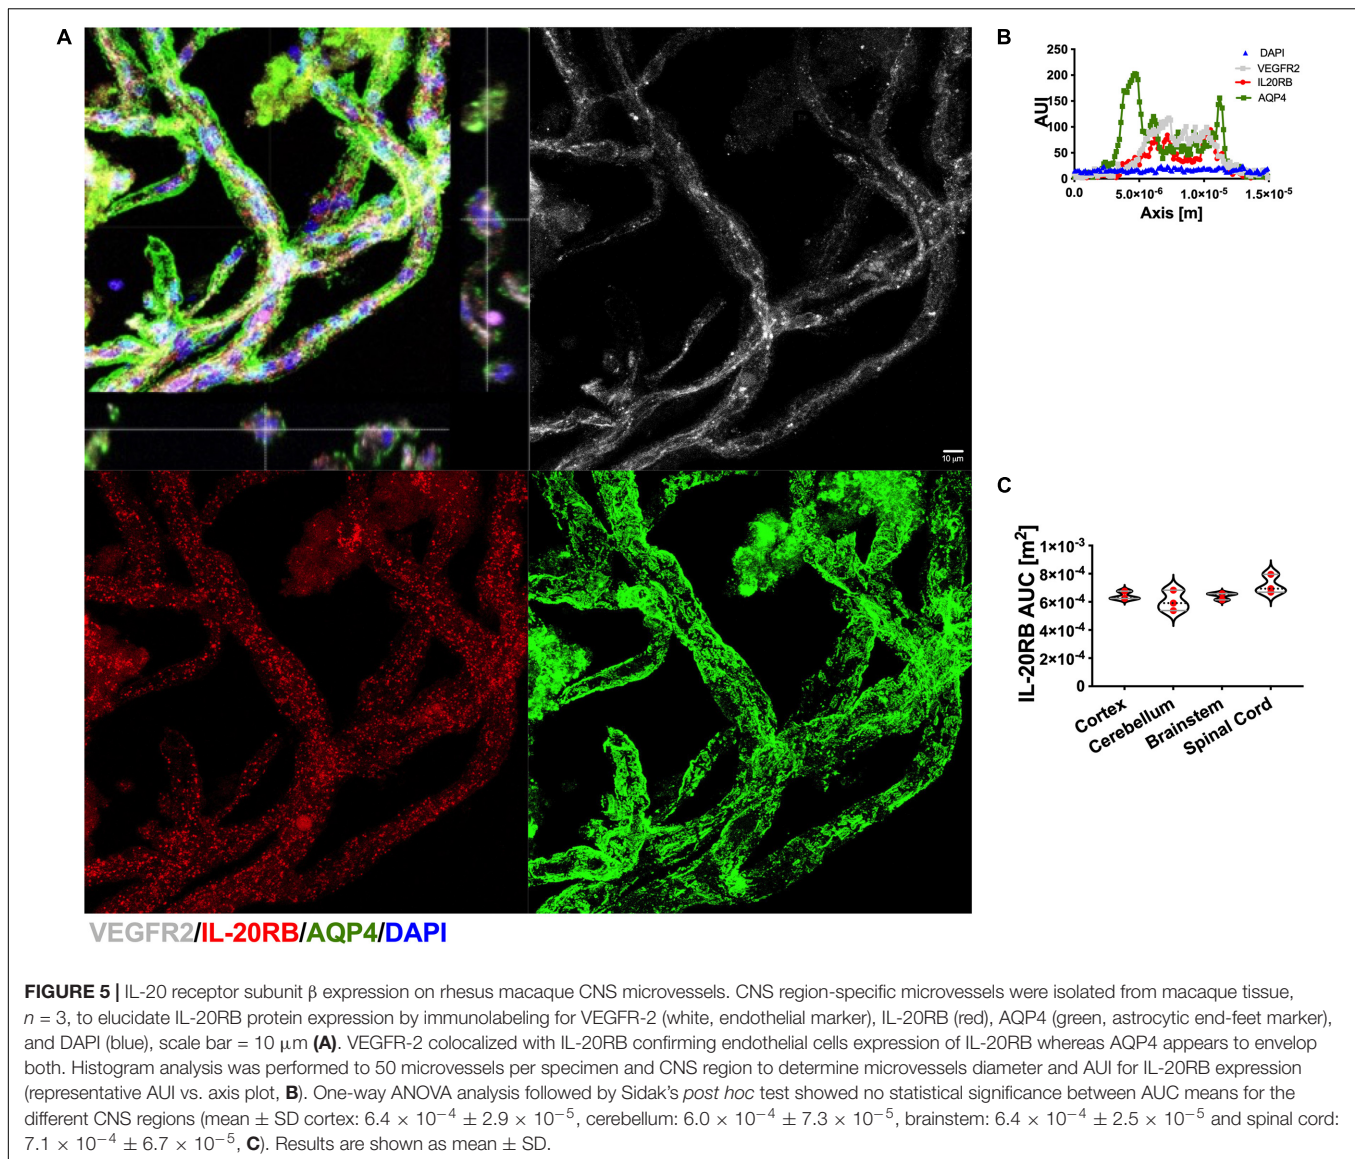 A
10 μm
VEGFR2/IL-20RB/AQP4/DAPI
B
250
200
150
100
50
0
AUI
0.0
5.0×10⁻⁶
1.0×10⁻⁵
1.5×10⁻⁵
Axis [m]
DAPI
VEGFR2
IL20RB
AQP4
C
IL-20RB AUC [m²]
1×10⁻³
8×10⁻⁴
6×10⁻⁴
4×10⁻⁴
2×10⁻⁴
0
Cortex
Cerebellum
Brainstem
Spinal Cord
FIGURE 5 | IL-20 receptor subunit β expression on rhesus macaque CNS microvessels. CNS region-specific microvessels were isolated from macaque tissue,
n = 3, to elucidate IL-20RB protein expression by immunolabeling for VEGFR-2 (white, endothelial marker), IL-20RB (red), AQP4 (green, astrocytic end-feet marker),
and DAPI (blue), scale bar = 10 μm (A). VEGFR-2 colocalized with IL-20RB confirming endothelial cells expression of IL-20RB whereas AQP4 appears to envelop
both. Histogram analysis was performed to 50 microvessels per specimen and CNS region to determine microvessels diameter and AUI for IL-20RB expression
(representative AUI vs. axis plot, B). One-way ANOVA analysis followed by Sidak's post hoc test showed no statistical significance between AUC means for the
different CNS regions (mean ± SD cortex: 6.4 × 10⁻⁴ ± 2.9 × 10⁻⁵, cerebellum: 6.0 × 10⁻⁴ ± 7.3 × 10⁻⁵, brainstem: 6.4 × 10⁻⁴ ± 2.5 × 10⁻⁵ and spinal cord:
7.1 × 10⁻⁴ ± 6.7 × 10⁻⁵, C). Results are shown as mean ± SD.